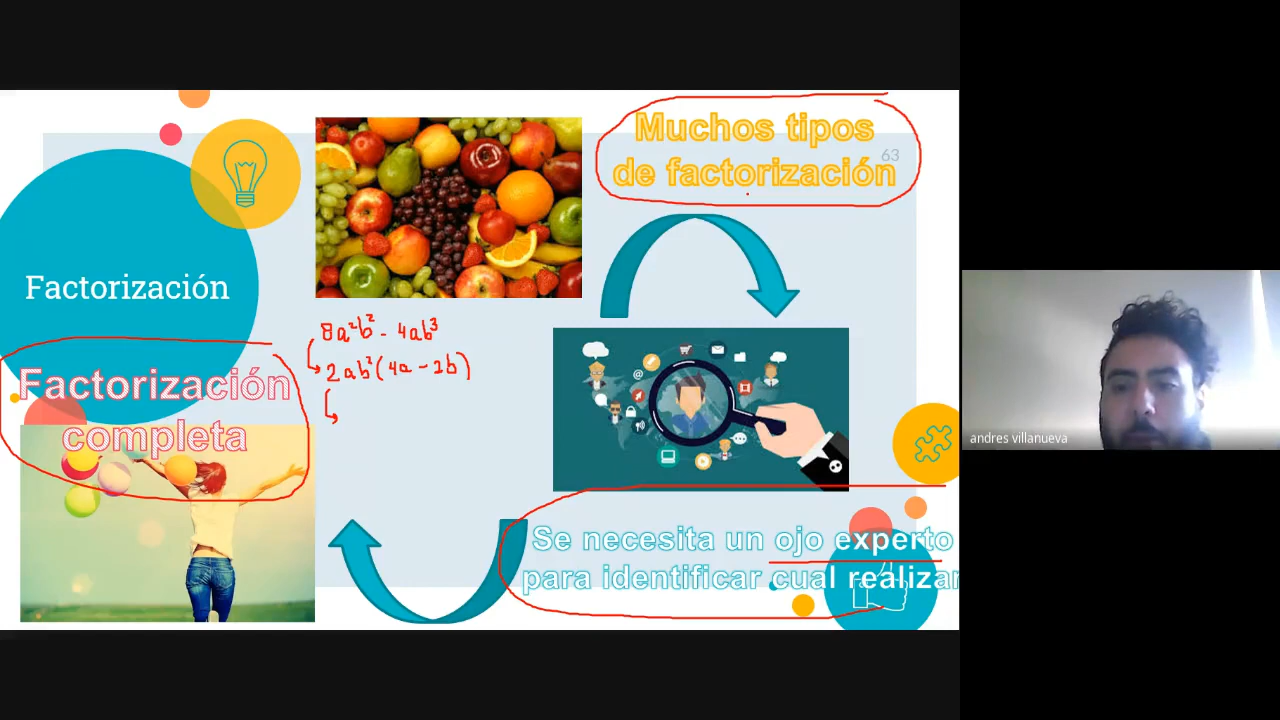 Muchos tipos
de factorización
63
Factorización
8a²b² - 4ab³
2ab²(4a - 2b)
Factorización
completa
@
andres villanueva
Se necesita un ojo experto
para identificar cual realizar